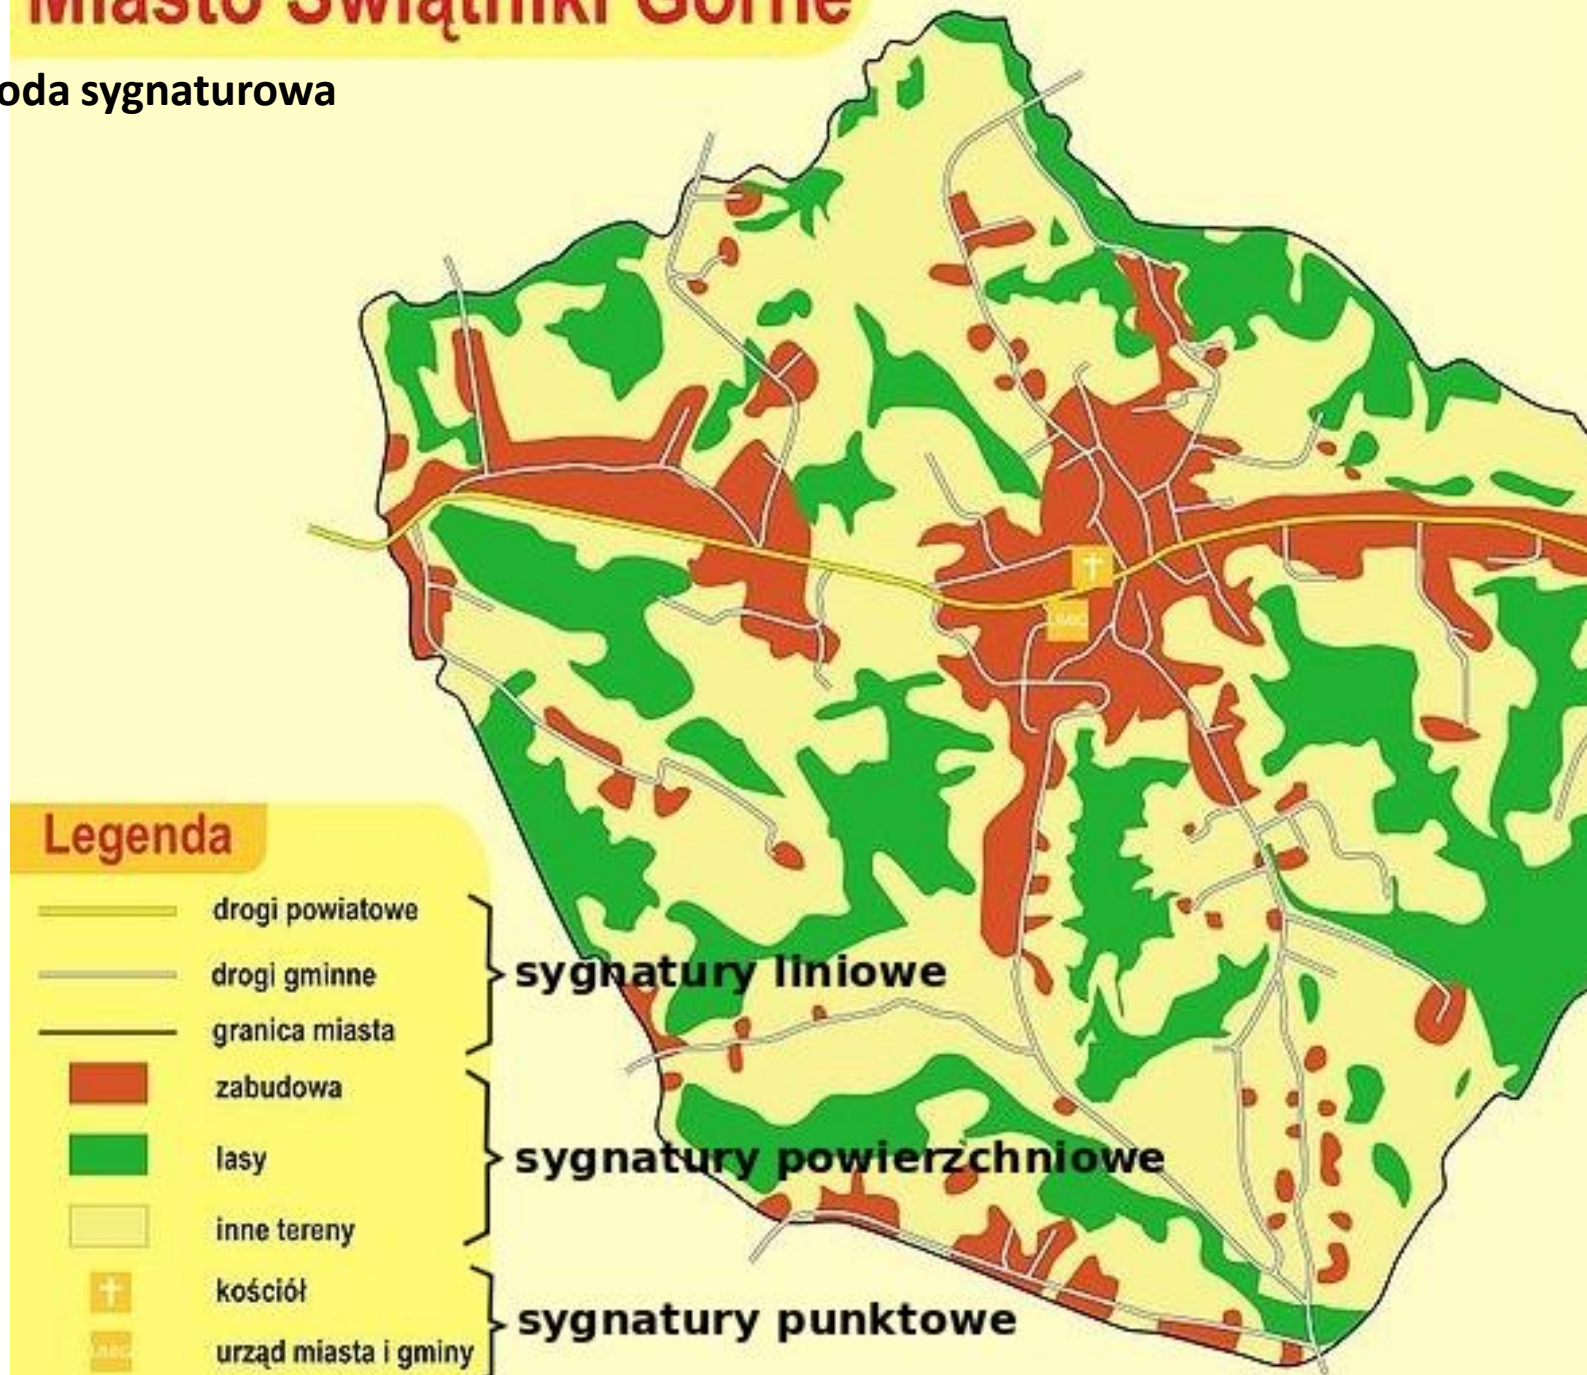 Miasto Świątniki Górne
oda sygnaturowa
Legenda
drogi powiatowe
drogi gminne
granica miasta
sygnatury liniowe
zabudowa
lasy
inne tereny
sygnatury powierzchniowe
kościół
urząd miasta i gminy
sygnatury punktowe